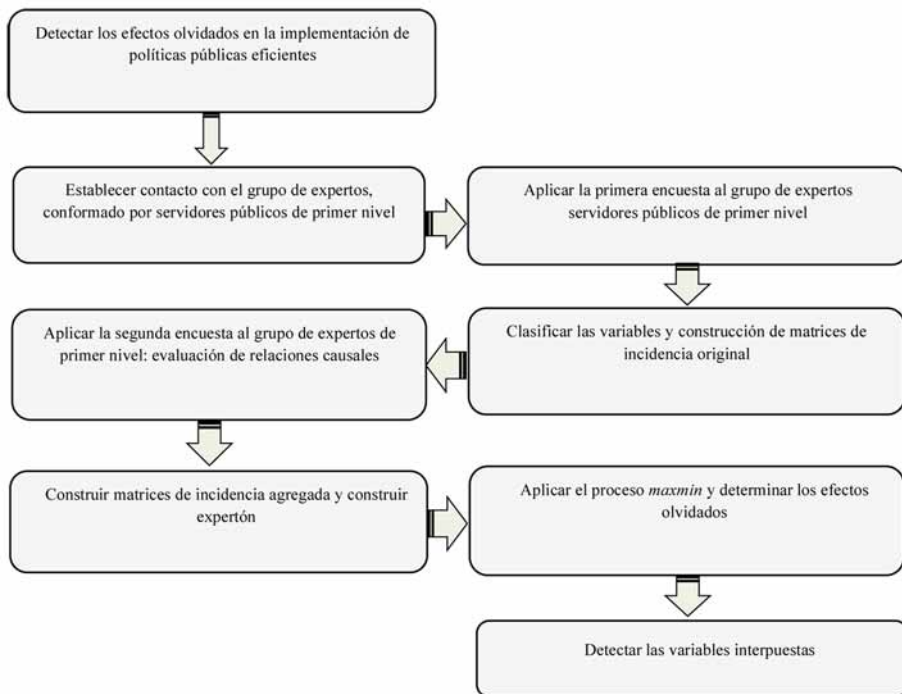 Detectar los efectos olvidados en la implementación de
políticas públicas eficientes
Establecer contacto con el grupo de expertos,
conformado por servidores públicos de primer nivel
Aplicar la primera encuesta al grupo de expertos
servidores públicos de primer nivel
Clasificar las variables y construcción de matrices de
incidencia original
Aplicar la segunda encuesta al grupo de expertos de
primer nivel: evaluación de relaciones causales
Construir matrices de incidencia agregada y construir
expertón
Aplicar el proceso maxmin y determinar los efectos
olvidados
Detectar las variables interpuestas